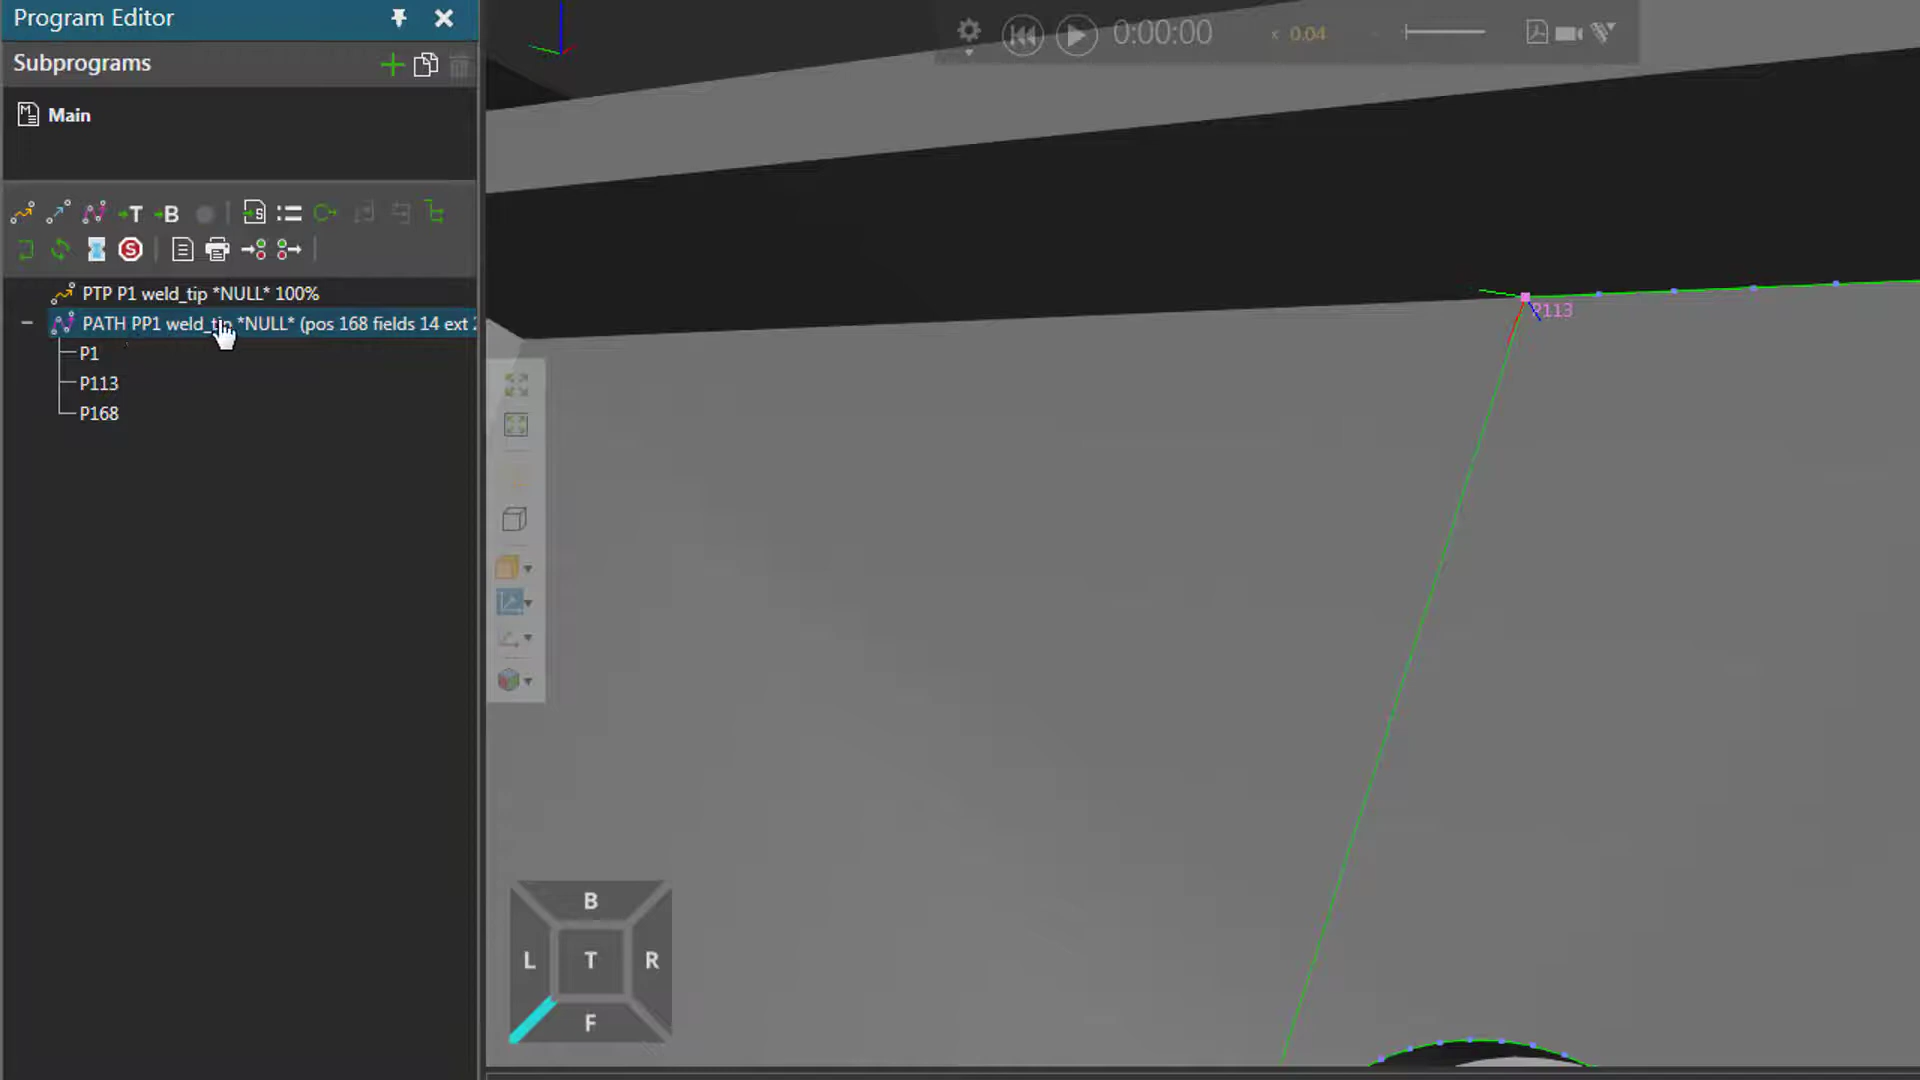 Program Editor
Subprograms
Main
T
B
S
S
PTP P1 weld_tip *NULL* 100%
PATH PP1 weld_tip *NULL* (pos 168 fields 14 ext
P1
P113
P168
0:00:00
x 0.04
P113
B
L T R
F